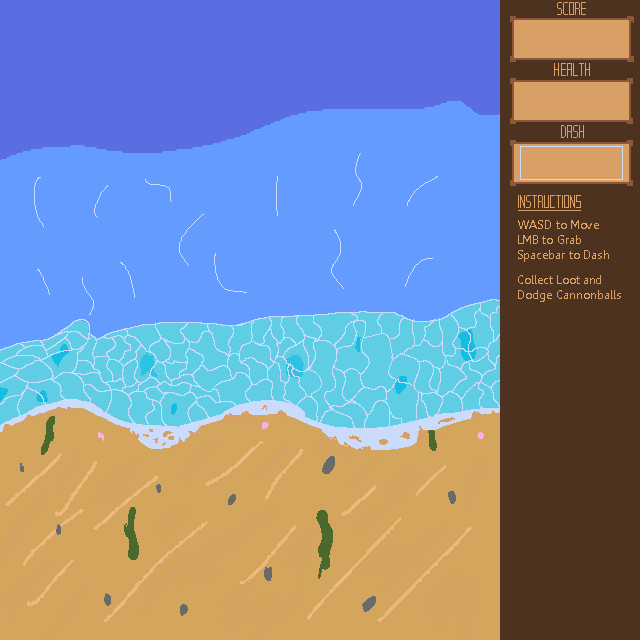 SCORE
HEALTH
DASH
INSTRUCTIONS
WASD to Move
LMB to Grab
Spacebar to Dash
Collect Loot and
Dodge Cannonballs